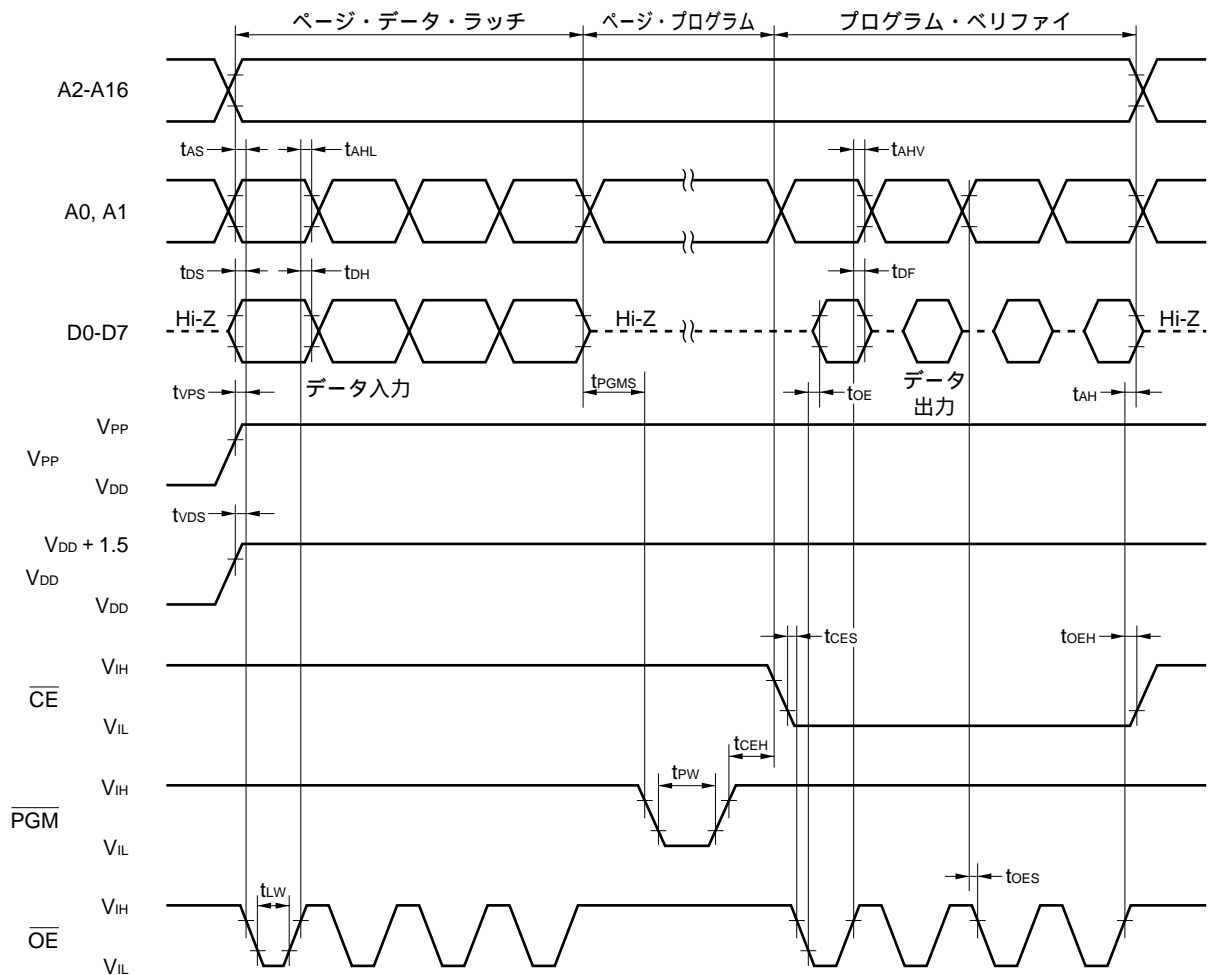 ページ・データ・ラッチ ページ・プログラム プログラム・ベリファイ
A2-A16
tAS tAHL tAHV
A0, A1
tDS tDH tDF
D0-D7 Hi-Z Hi-Z Hi-Z
tVPS データ入力 tPGMS tOE データ出力 tAH
VPP
VPP
VDD
tVDS
VDD + 1.5
VDD
VDD
tCES tOEH
VIH
CE
VIL
tCEH
VIH tPW
PGM
VIL
tLW tOES
VIH
OE
VIL